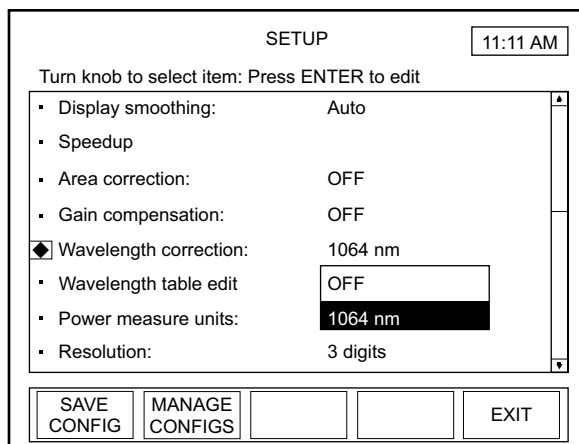 SETUP
11:11 AM
Turn knob to select item: Press ENTER to edit
Display smoothing: Auto
Speedup
Area correction: OFF
Gain compensation: OFF
Wavelength correction: 1064 nm
Wavelength table edit OFF
Power measure units: 1064 nm
Resolution: 3 digits
SAVE CONFIG
MANAGE CONFIGS
EXIT